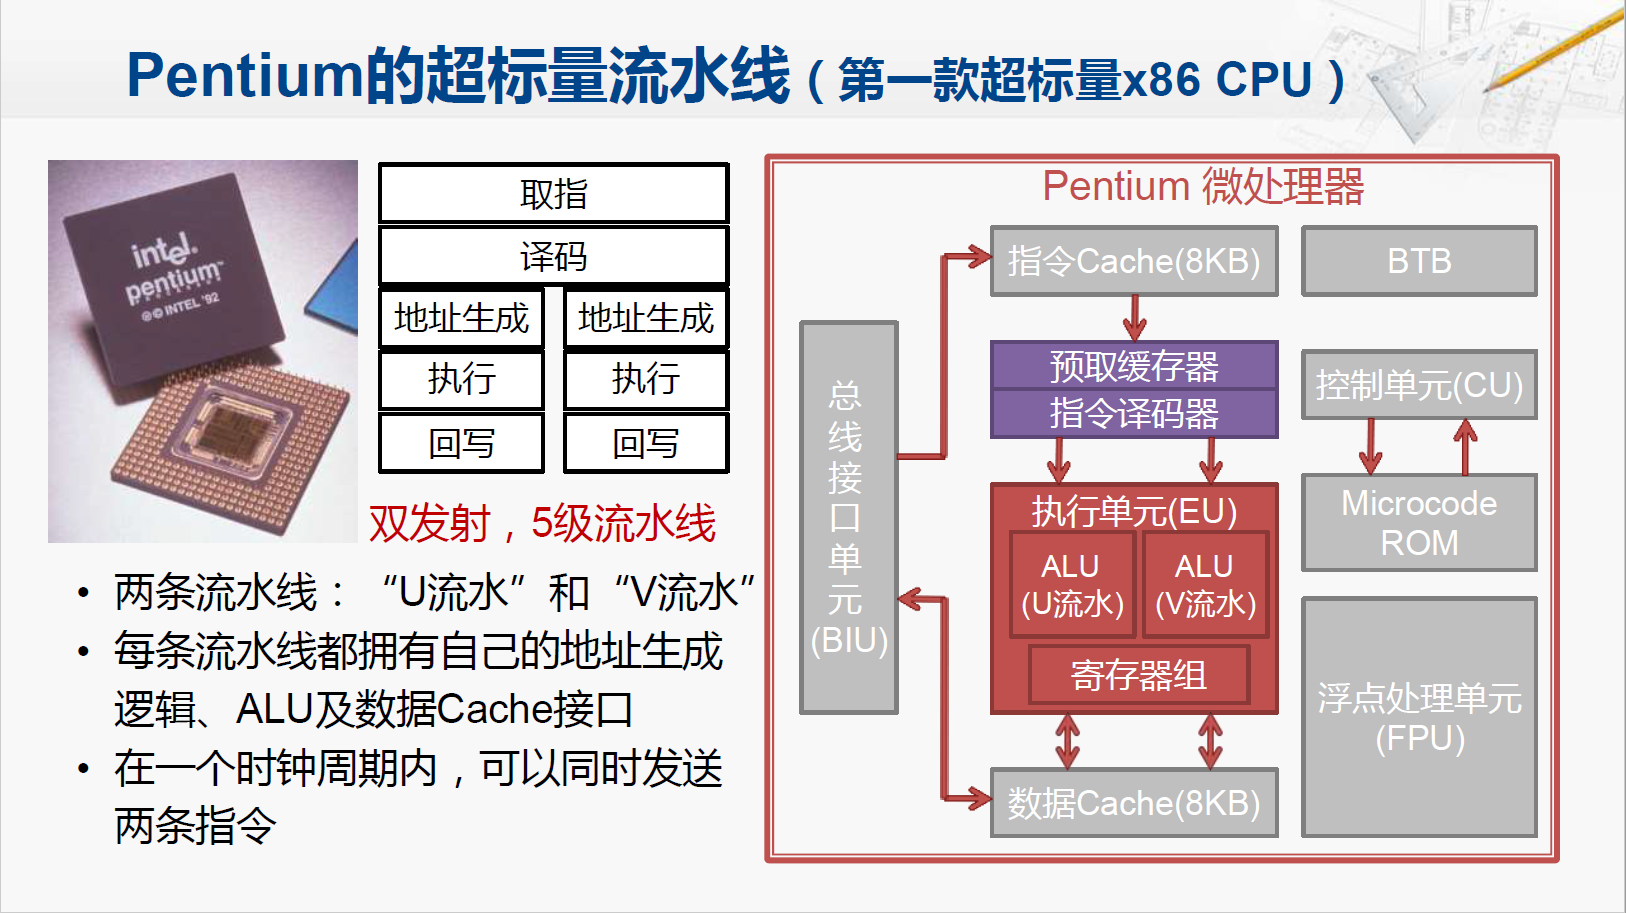 Pentium的超标量流水线（第一款超标量x86 CPU）
intel.
pentium™
® © INTEL '92
取指
译码
地址生成 地址生成
执行 执行
回写 回写
双发射，5级流水线
• 两条流水线：“U流水”和“V流水”
• 每条流水线都拥有自己的地址生成
逻辑、ALU及数据Cache接口
• 在一个时钟周期内，可以同时发送
两条指令
Pentium 微处理器
总
线
接
口
单
元
(BIU)
指令Cache(8KB)
预取缓存器
指令译码器
执行单元(EU)
ALU
(U流水)
ALU
(V流水)
寄存器组
数据Cache(8KB)
BTB
控制单元(CU)
Microcode
ROM
浮点处理单元
(FPU)